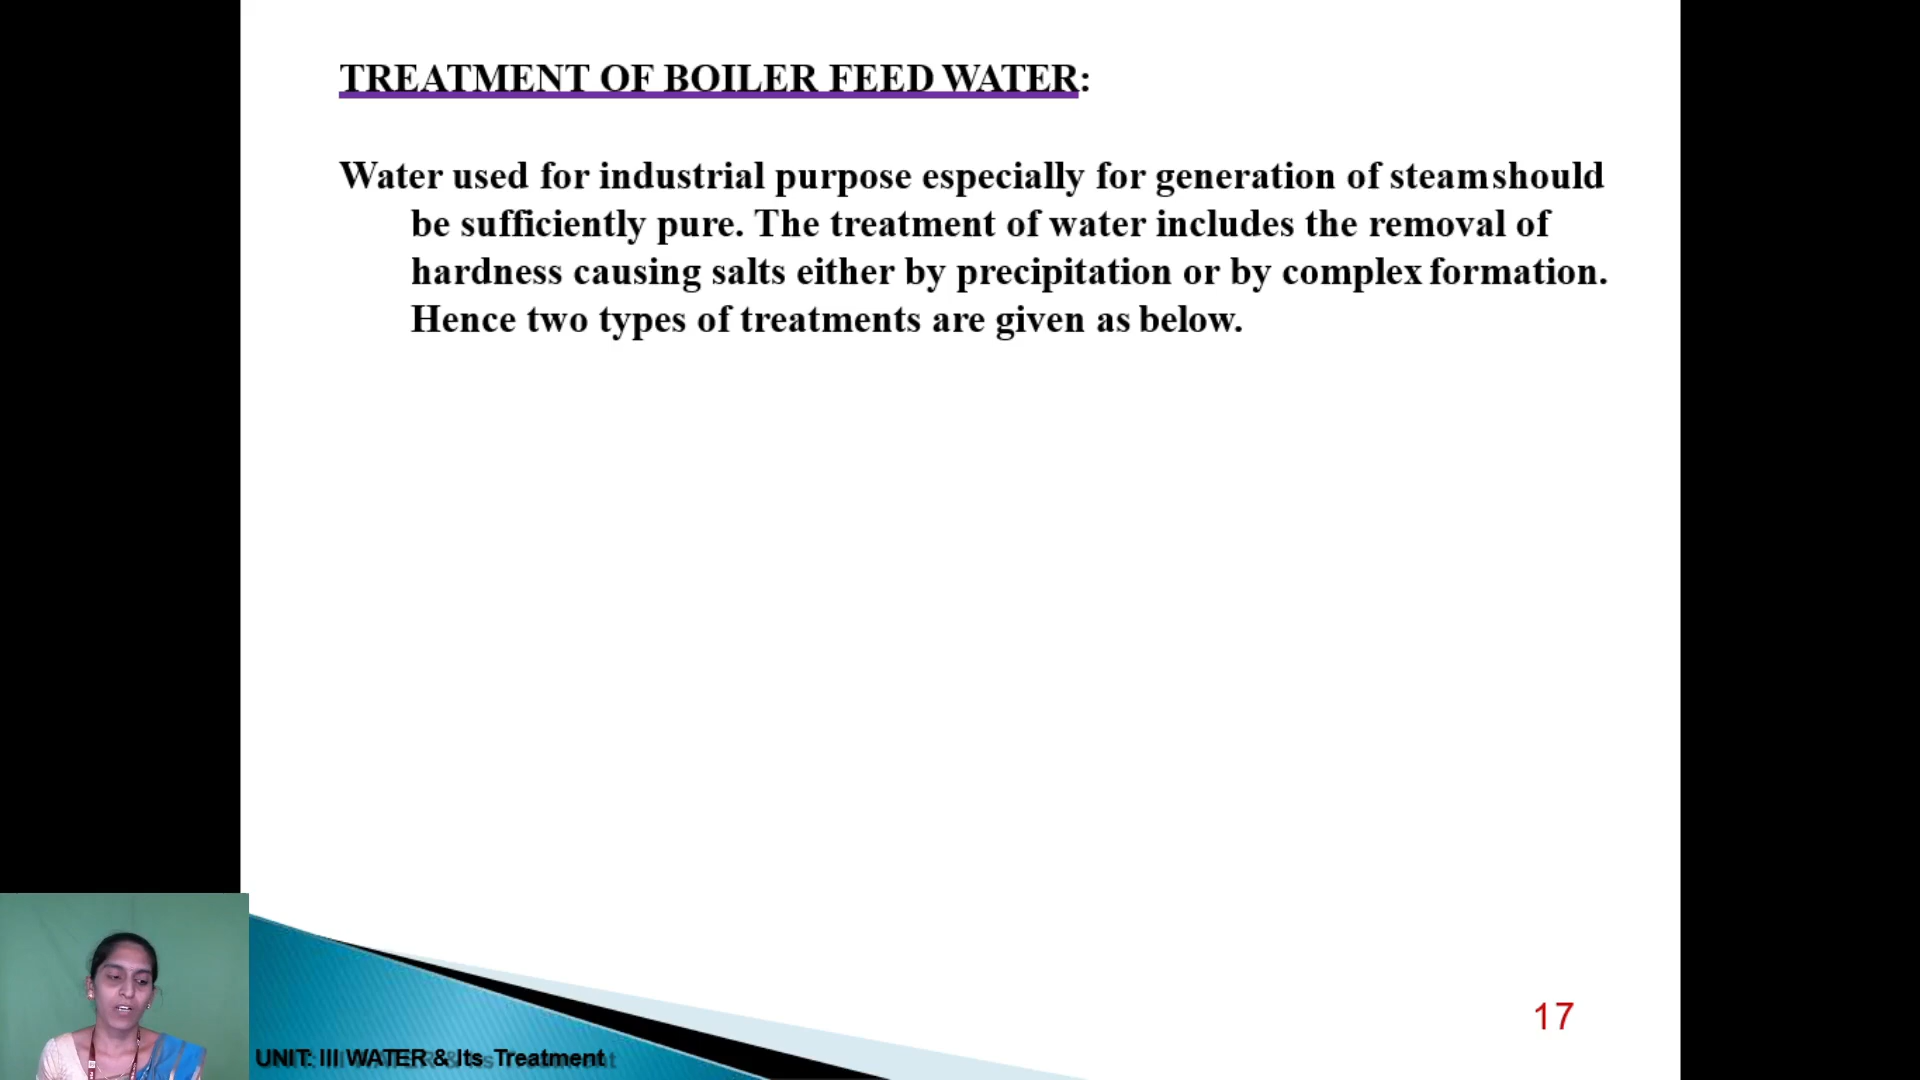 TREATMENT OF BOILER FEED WATER:
Water used for industrial purpose especially for generation of steam should
be sufficiently pure. The treatment of water includes the removal of
hardness causing salts either by precipitation or by complex formation.
Hence two types of treatments are given as below.
17
UNIT: III WATER & Its Treatment